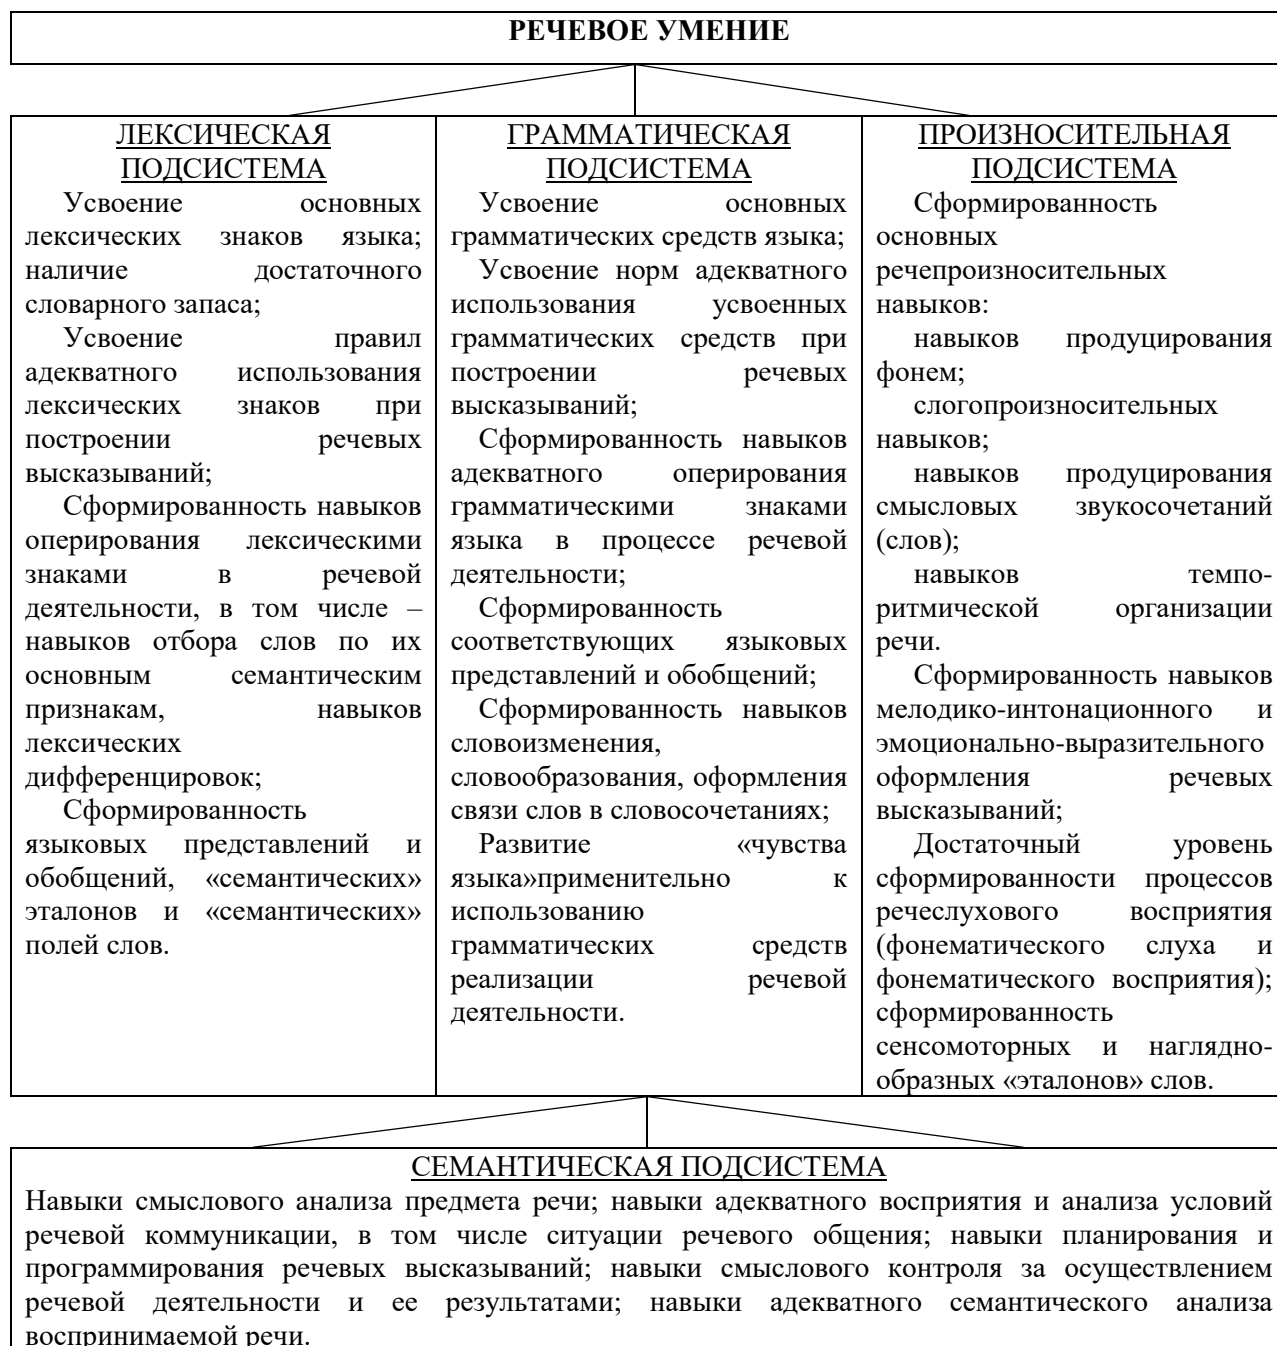 РЕЧЕВОЕ УМЕНИЕ
ЛЕКСИЧЕСКАЯ
ПОДСИСТЕМА
Усвоение основных
лексических знаков языка;
наличие достаточного
словарного запаса;
Усвоение правил
адекватного использования
лексических знаков при
построении речевых
высказываний;
Сформированность навыков
оперирования лексическими
знаками в речевой
деятельности, в том числе –
навыков отбора слов по их
основным семантическим
признакам, навыков
лексических
дифференцировок;
Сформированность
языковых представлений и
обобщений, «семантических»
эталонов и «семантических»
полей слов.
ГРАММАТИЧЕСКАЯ
ПОДСИСТЕМА
Усвоение основных
грамматических средств языка;
Усвоение норм адекватного
использования усвоенных
грамматических средств при
построении речевых
высказываний;
Сформированность навыков
адекватного оперирования
грамматическими знаками
языка в процессе речевой
деятельности;
Сформированность
соответствующих языковых
представлений и обобщений;
Сформированность навыков
словоизменения,
словообразования, оформления
связи слов в словосочетаниях;
Развитие «чувства
языка»применительно к
использованию
грамматических средств
реализации речевой
деятельности.
ПРОИЗНОСИТЕЛЬНАЯ
ПОДСИСТЕМА
Сформированность
основных
речепроизносительных
навыков:
навыков продуцирования
фонем;
слогопроизносительных
навыков;
навыков продуцирования
смысловых звукосочетаний
(слов);
навыков темпо-
ритмической организации
речи.
Сформированность навыков
мелодико-интонационного и
эмоционально-выразительного
оформления речевых
высказываний;
Достаточный уровень
сформированности процессов
речеслухового восприятия
(фонематического слуха и
фонематического восприятия);
сформированность
сенсомоторных и наглядно-
образных «эталонов» слов.
СЕМАНТИЧЕСКАЯ ПОДСИСТЕМА
Навыки смыслового анализа предмета речи; навыки адекватного восприятия и анализа условий
речевой коммуникации, в том числе ситуации речевого общения; навыки планирования и
программирования речевых высказываний; навыки смыслового контроля за осуществлением
речевой деятельности и ее результатами; навыки адекватного семантического анализа
воспринимаемой речи.